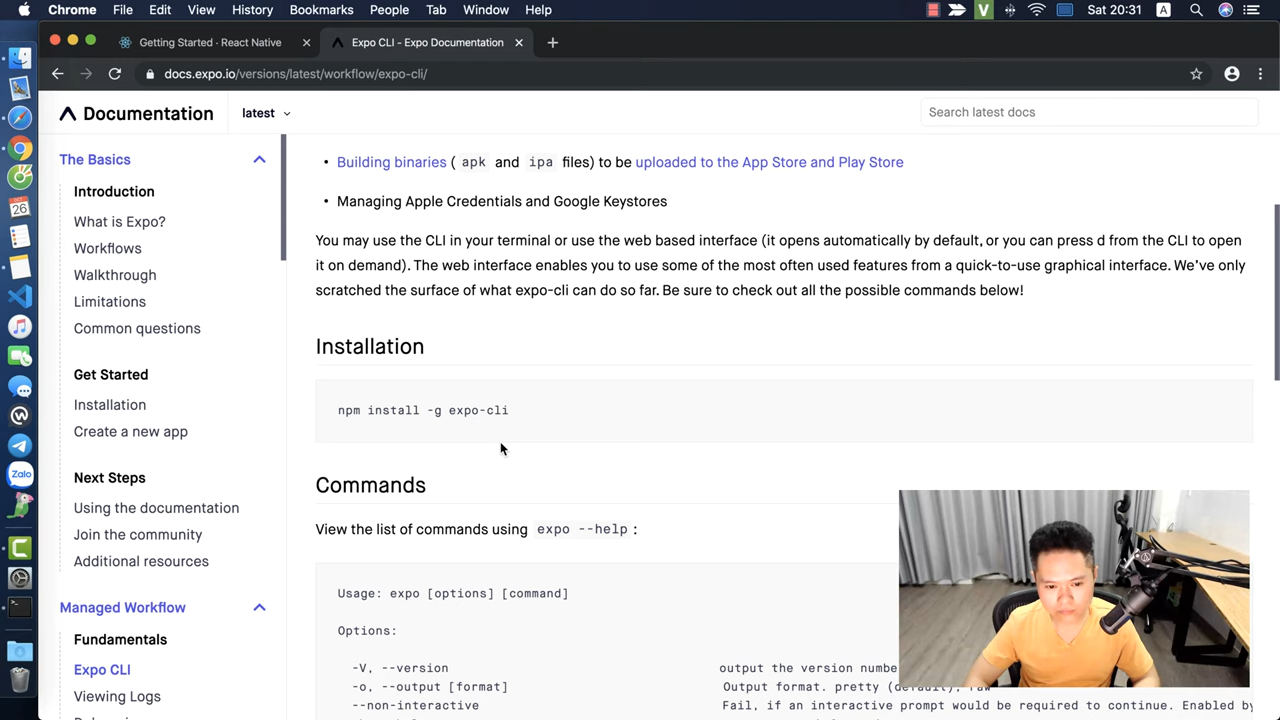 Chrome File Edit View History Bookmarks People Tab Window Help V Sat 20:31 A
Getting Started · React Native
Expo CLI - Expo Documentation
docs.expo.io/versions/latest/workflow/expo-cli/
Documentation latest Search latest docs
The Basics
Introduction
What is Expo?
Workflows
Walkthrough
Limitations
Common questions
Get Started
Installation
Create a new app
Next Steps
Using the documentation
Join the community
Additional resources
Managed Workflow
Fundamentals
Expo CLI
Viewing Logs
• Building binaries ( apk and ipa files) to be uploaded to the App Store and Play Store
• Managing Apple Credentials and Google Keystores
You may use the CLI in your terminal or use the web based interface (it opens automatically by default, or you can press d from the CLI to open
it on demand). The web interface enables you to use some of the most often used features from a quick-to-use graphical interface. We've only
scratched the surface of what expo-cli can do so far. Be sure to check out all the possible commands below!
Installation
npm install -g expo-cli
Commands
View the list of commands using expo --help :
Usage: expo [options] [command]
Options:
-V, --version output the version numbe
-o, --output [format] Output format. pretty (default), raw
--non-interactive Fail, if an interactive prompt would be required to continue. Enabled by
OCT
26
Zalo